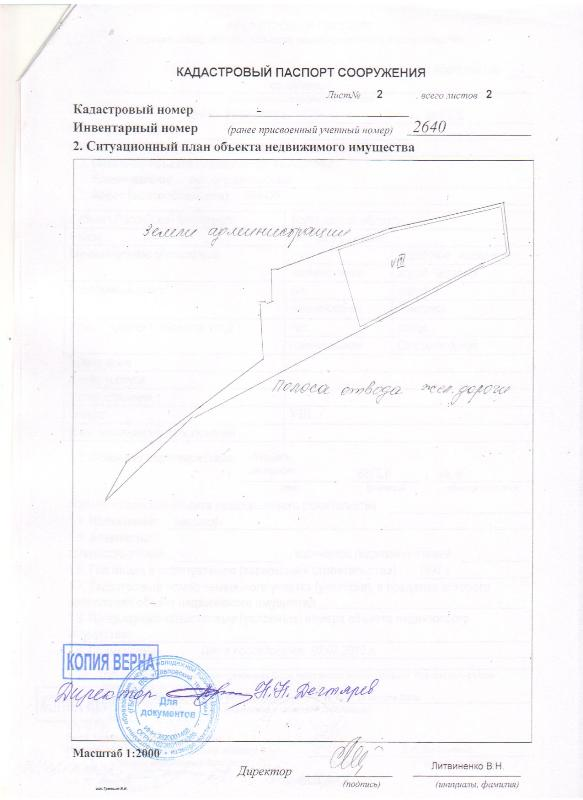 КАДАСТРОВЫЙ ПАСПОРТ СООРУЖЕНИЯ
Лист№ 2 всего листов 2
Кадастровый номер -
Инвентарный номер (ранее присвоенный учетный номер) 2640
2. Ситуационный план объекта недвижимого имущества
Земли администрации
VIII
Полоса отвода жел. дороги
КОПИЯ ВЕРНА
Директор Н.Н. Дегтярев
Для
документов
Масштаб 1:2000
Директор Литвиненко В.Н.
(подпись) (инициалы, фамилия)